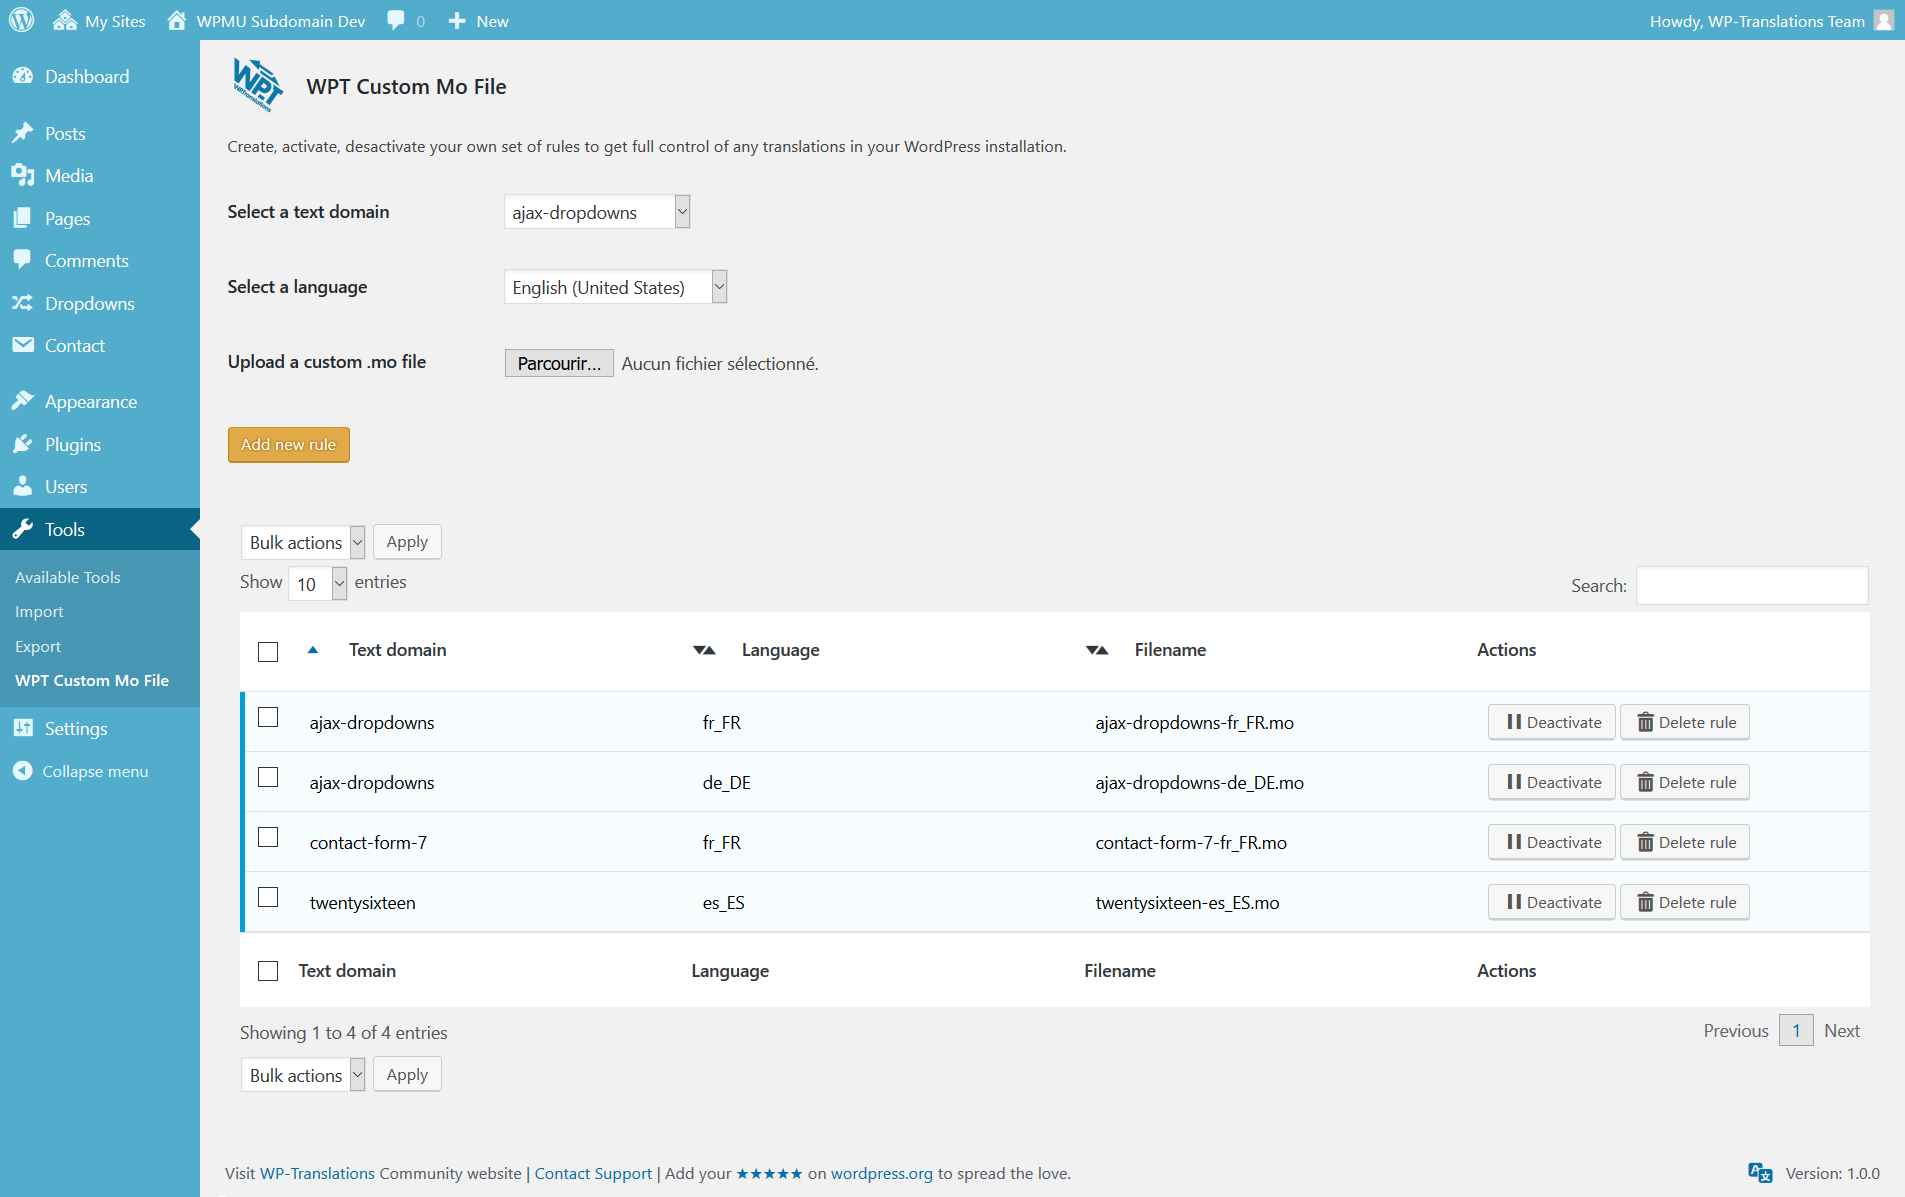 My Sites WPMU Subdomain Dev 0 New Howdy, WP-Translations Team
Dashboard
Posts
Media
Pages
Comments
Dropdowns
Contact
Appearance
Plugins
Users
Tools
Available Tools
Import
Export
WPT Custom Mo File
Settings
Collapse menu
WPT
WPTranslations
WPT Custom Mo File
Create, activate, desactivate your own set of rules to get full control of any translations in your WordPress installation.
Select a text domain ajax-dropdowns
Select a language English (United States)
Upload a custom .mo file Parcourir... Aucun fichier sélectionné.
Add new rule
Bulk actions Apply
Show 10 entries Search:
Text domain Language Filename Actions
ajax-dropdowns fr_FR ajax-dropdowns-fr_FR.mo Deactivate Delete rule
ajax-dropdowns de_DE ajax-dropdowns-de_DE.mo Deactivate Delete rule
contact-form-7 fr_FR contact-form-7-fr_FR.mo Deactivate Delete rule
twentysixteen es_ES twentysixteen-es_ES.mo Deactivate Delete rule
Text domain Language Filename Actions
Showing 1 to 4 of 4 entries Previous 1 Next
Bulk actions Apply
Visit WP-Translations Community website | Contact Support | Add your ★★★★★ on wordpress.org to spread the love. Version: 1.0.0